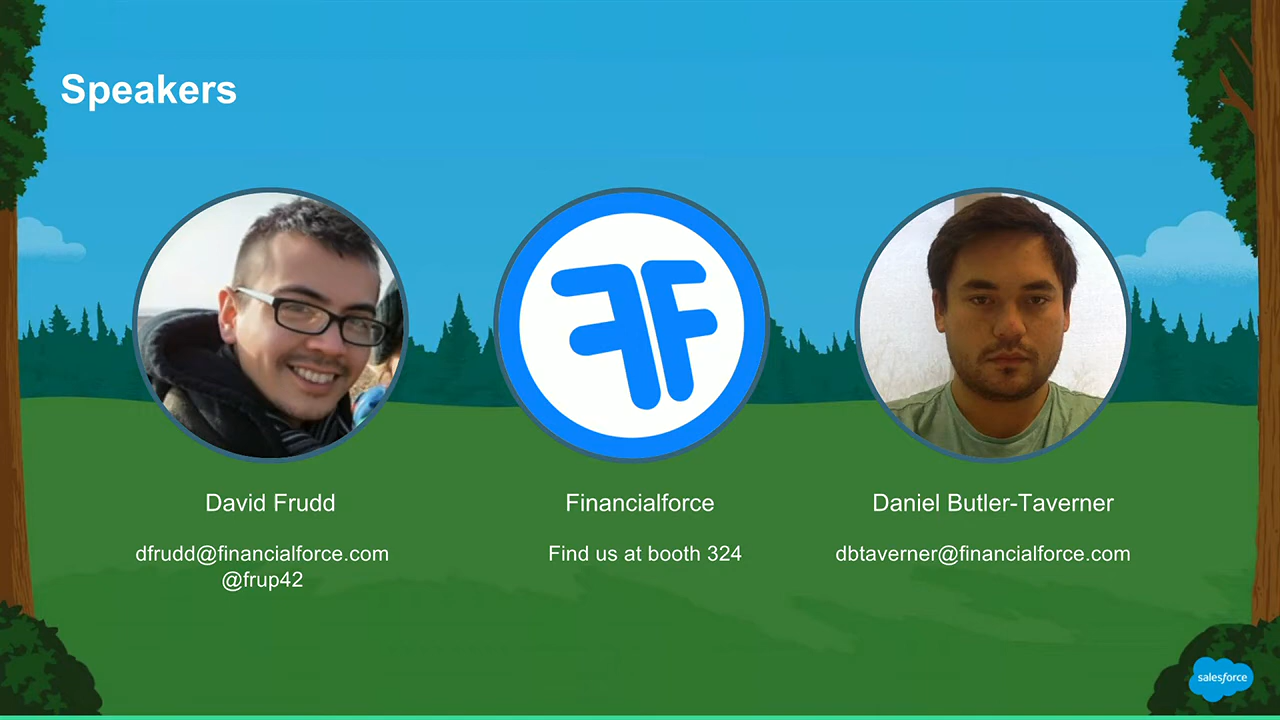 Speakers
David Frudd
dfrudd@financialforce.com
@frup42
Financialforce
Find us at booth 324
Daniel Butler-Taverner
dbtaverner@financialforce.com
salesforce